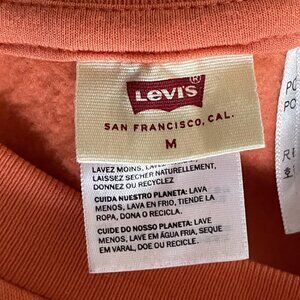 Levi's®
SAN FRANCISCO, CAL.
M
LAVEZ MOINS,
LAISSEZ SÉCHER NATURELLEMENT,
DONNEZ OU RECYCLEZ
CUIDA NUESTRO PLANETA: LAVA
MENOS, LAVA EN FRÍO, TIENDE LA
ROPA, DONA O RECICLA.
CUIDE DO NOSSO PLANETA: LAVE
MENOS, LAVE EM ÁGUA FRIA, SEQUE
EM VARAL, DOE OU RECICLE.